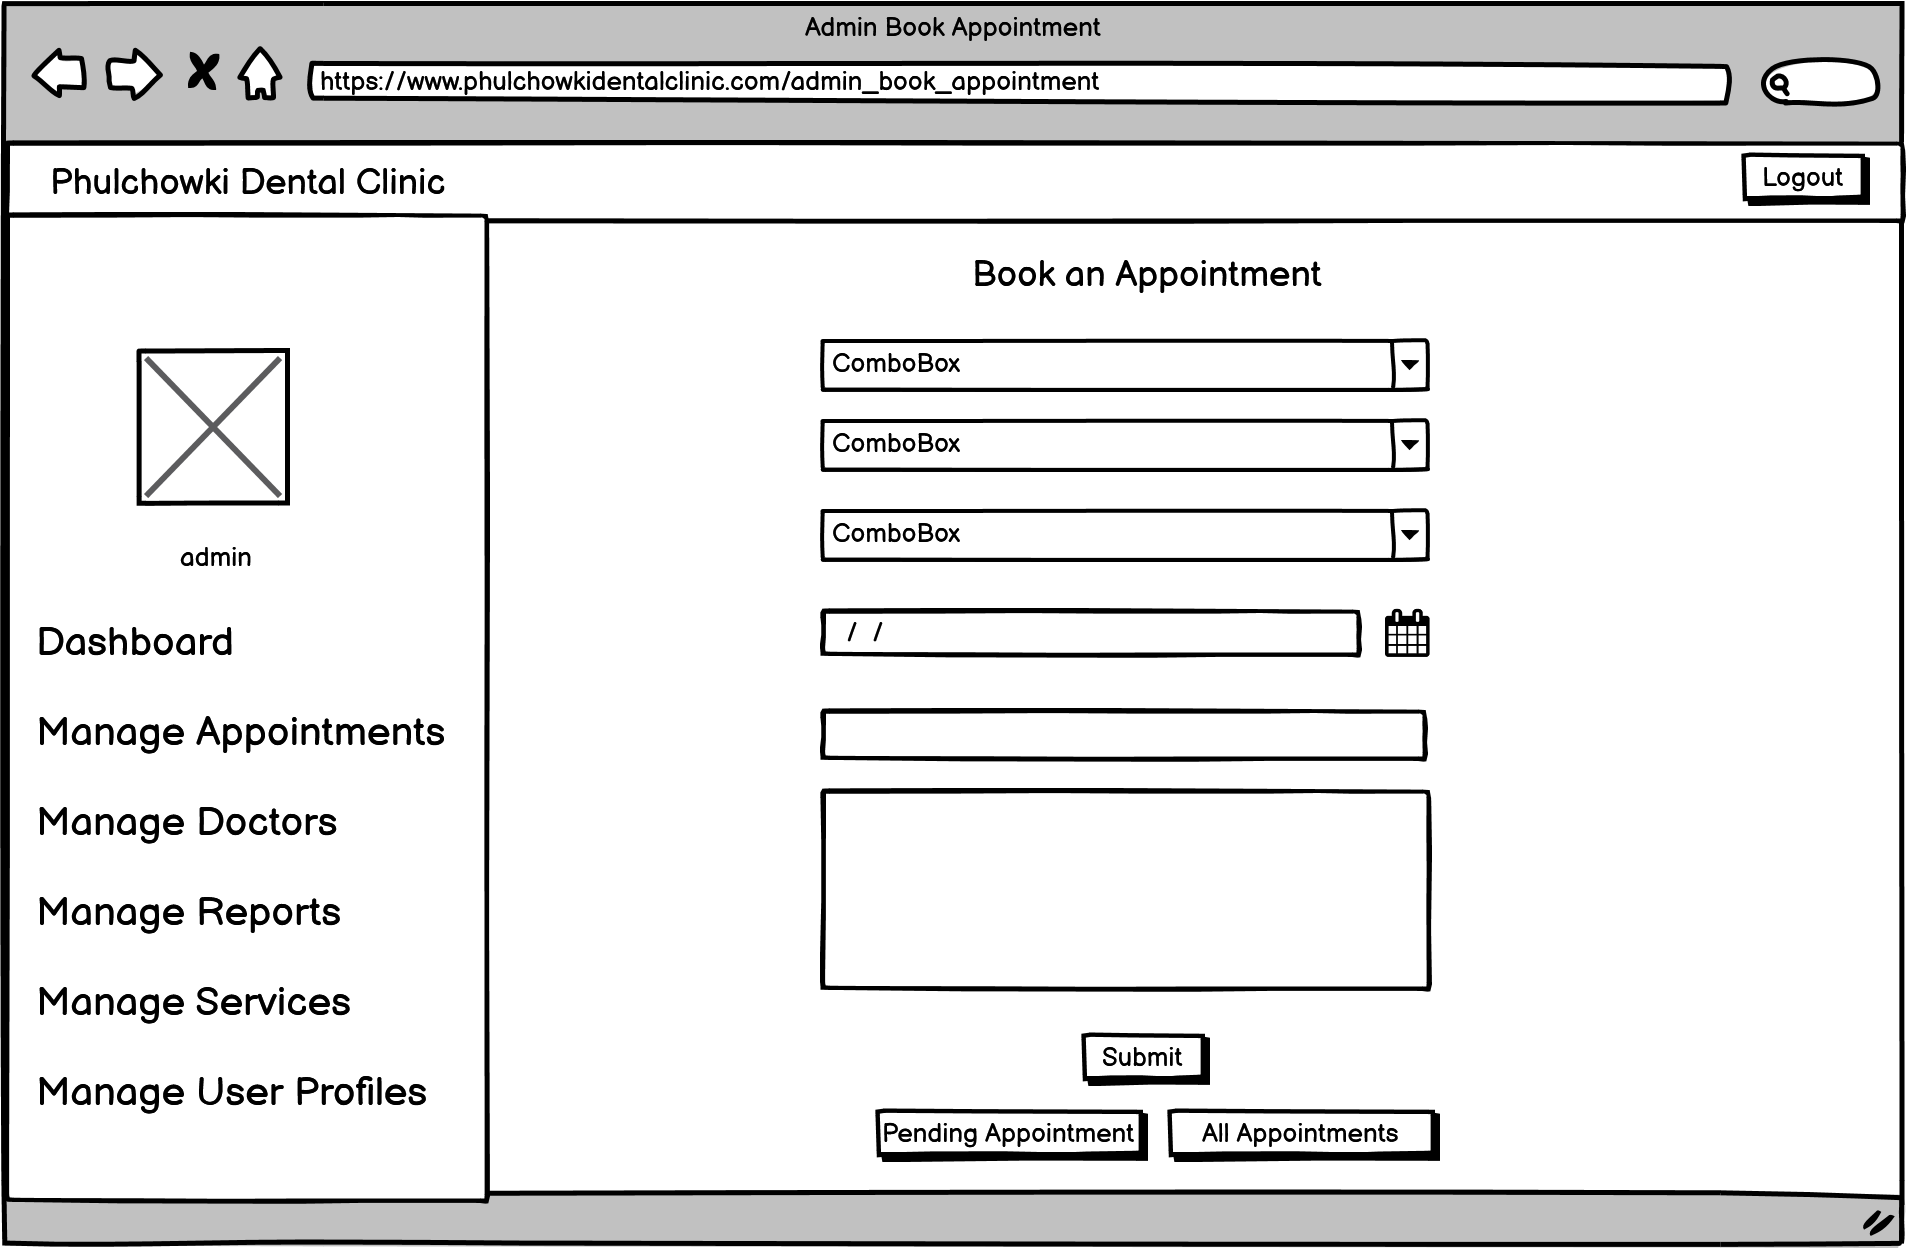 Admin Book Appointment
https://www.phulchowkidentalclinic.com/admin_book_appointment
Phulchowki Dental Clinic
Logout
admin
Dashboard
Manage Appointments
Manage Doctors
Manage Reports
Manage Services
Manage User Profiles
Book an Appointment
ComboBox
ComboBox
ComboBox
/ /
Submit
Pending Appointment
All Appointments